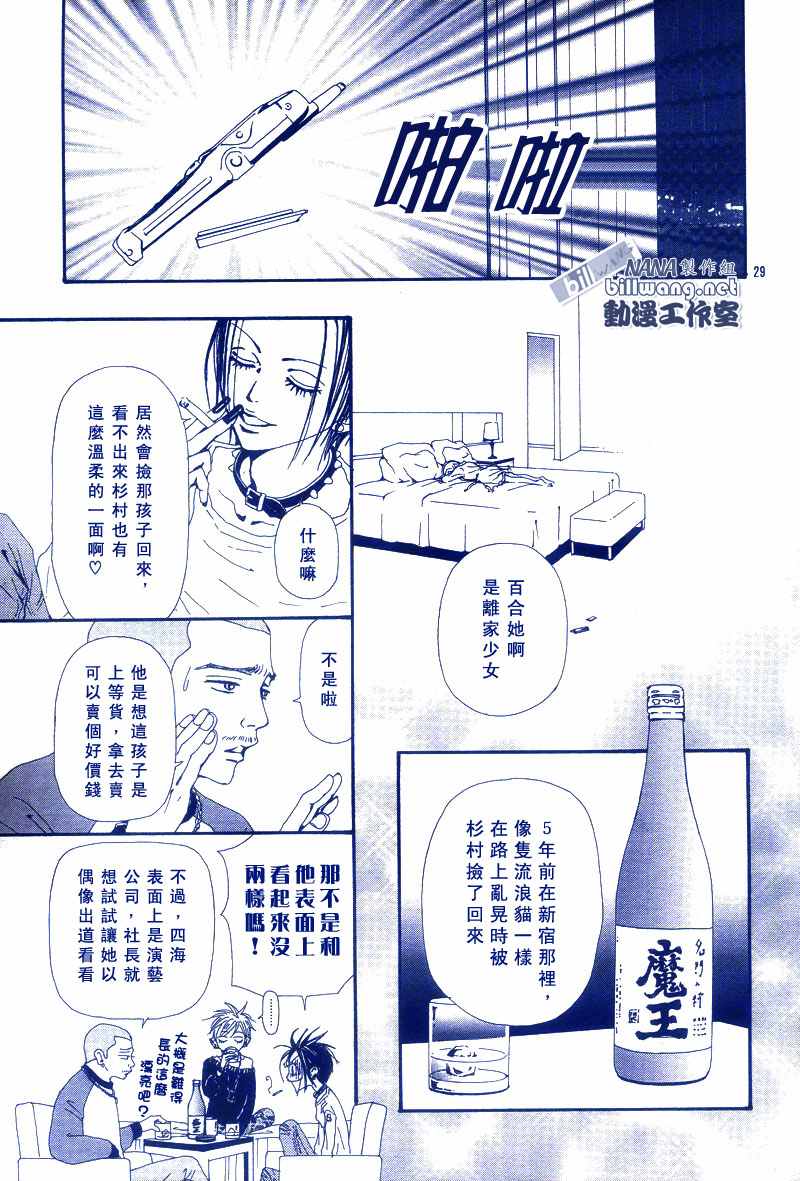 啪啦
NANA製作組
billwang.net
動漫工作室
bill
29
百合她啊
是離家少女
5年前在新宿那裡，
像隻流浪貓一樣
在路上亂晃時被
杉村撿了回來
魔王
居然會撿那孩子回來，
看不出來杉村也有
這麼溫柔的一面啊♡
什麼嘛
不是啦
他是想這孩子是
上等貨，拿去賣
可以賣個好價錢
那不是和
他表面上
看起來沒
兩樣嗎！
不過，四海
表面上是演藝
公司，社長就
想試試讓她以
偶像出道看看
……
大概是難得
長的這麼
漂亮吧？